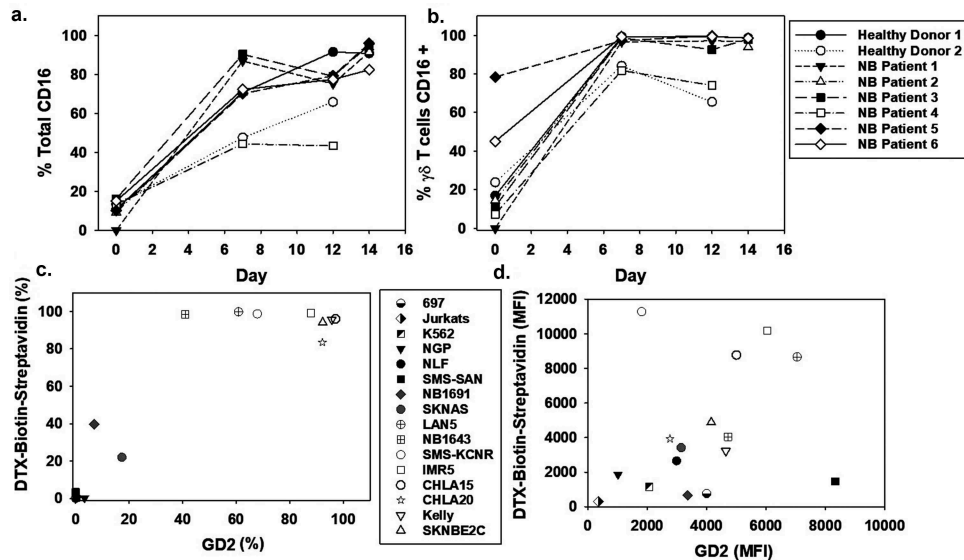 a.
% Total CD16
100
80
60
40
20
0
0 2 4 6 8 10 12 14 16
Day
b.
% γδ T cells CD16 +
100
80
60
40
20
0
0 2 4 6 8 10 12 14 16
Day
Healthy Donor 1
Healthy Donor 2
NB Patient 1
NB Patient 2
NB Patient 3
NB Patient 4
NB Patient 5
NB Patient 6
c.
DTX-Biotin-Streptavidin (%)
100
80
60
40
20
0
0 20 40 60 80 100
GD2 (%)
697
Jurkats
K562
NGP
NLF
SMS-SAN
NB1691
SKNAS
LAN5
NB1643
SMS-KCNR
IMR5
CHLA15
CHLA20
Kelly
SKNBE2C
d.
DTX-Biotin-Streptavidin (MFI)
12000
10000
8000
6000
4000
2000
0
0 2000 4000 6000 8000 10000
GD2 (MFI)